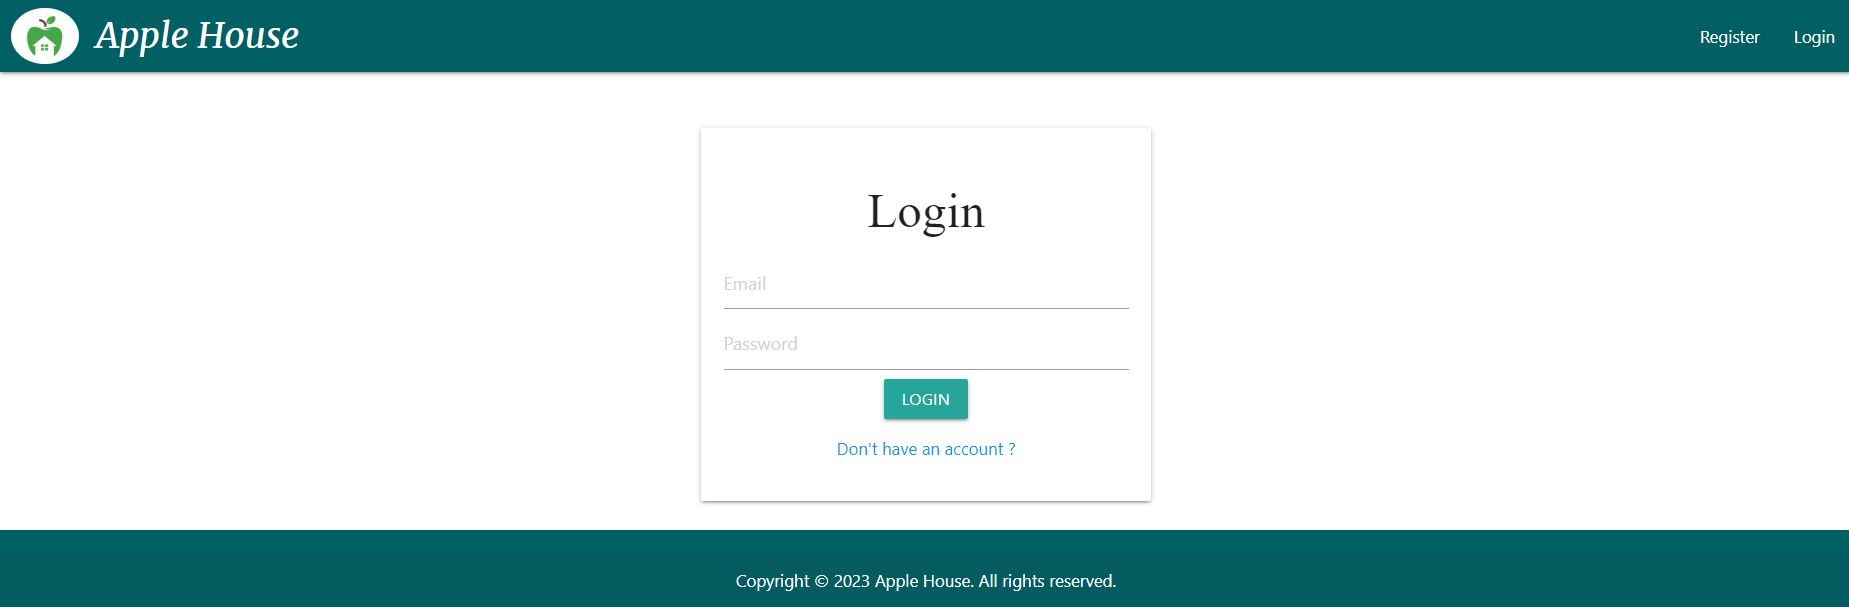 Apple House
Register
Login
Login
Email
Password
LOGIN
Don't have an account ?
Copyright © 2023 Apple House. All rights reserved.